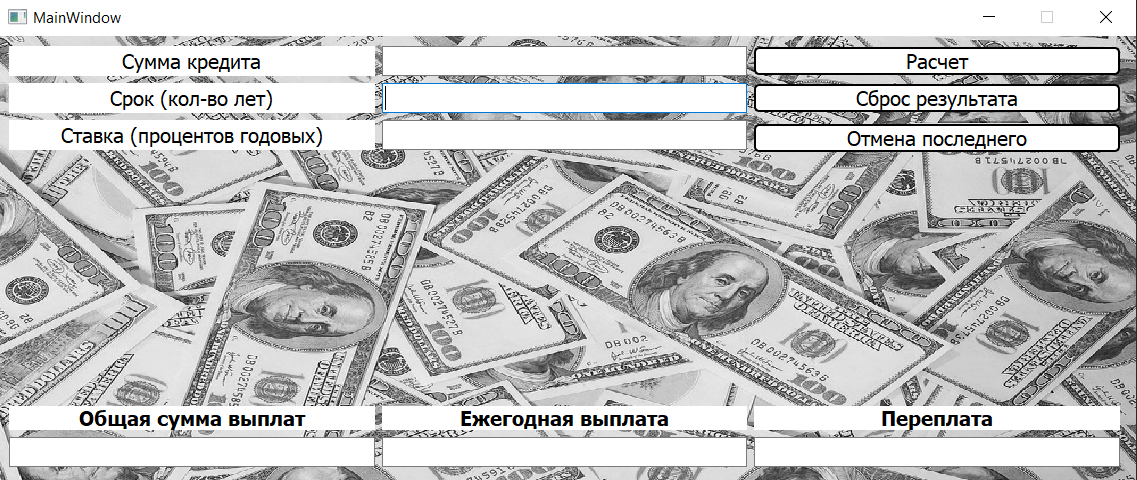 MainWindow
Сумма кредита
Расчет
Срок (кол-во лет)
Сброс результата
Ставка (процентов годовых)
Отмена последнего
Общая сумма выплат
Ежегодная выплата
Переплата